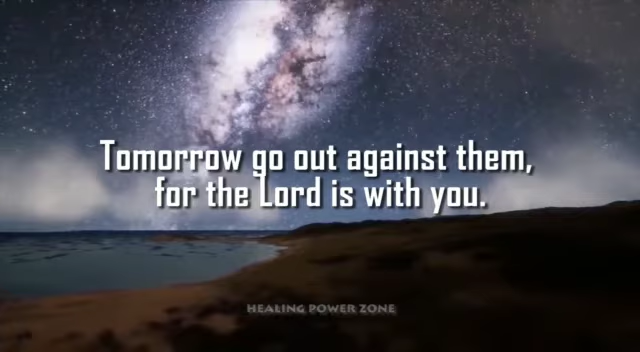 Tomorrow go out against them,
for the Lord is with you.
HEALING POWER ZONE